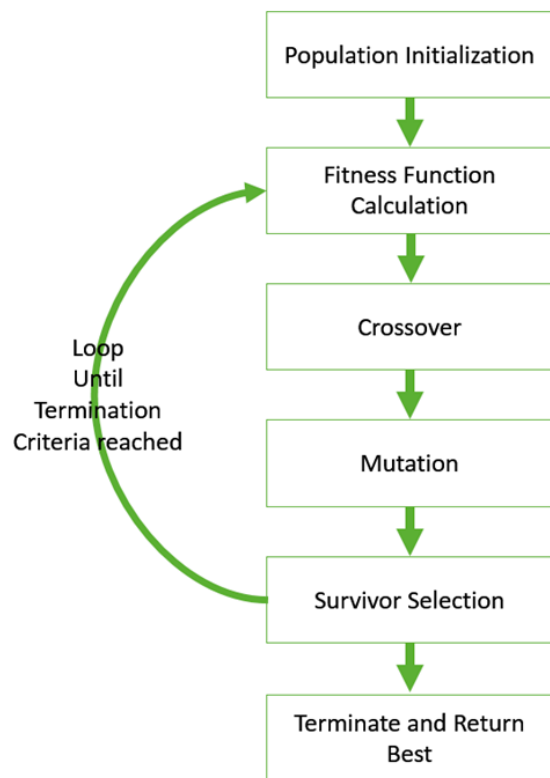 Population Initialization
Fitness Function
Calculation
Crossover
Loop
Until
Termination
Criteria reached
Mutation
Survivor Selection
Terminate and Return
Best